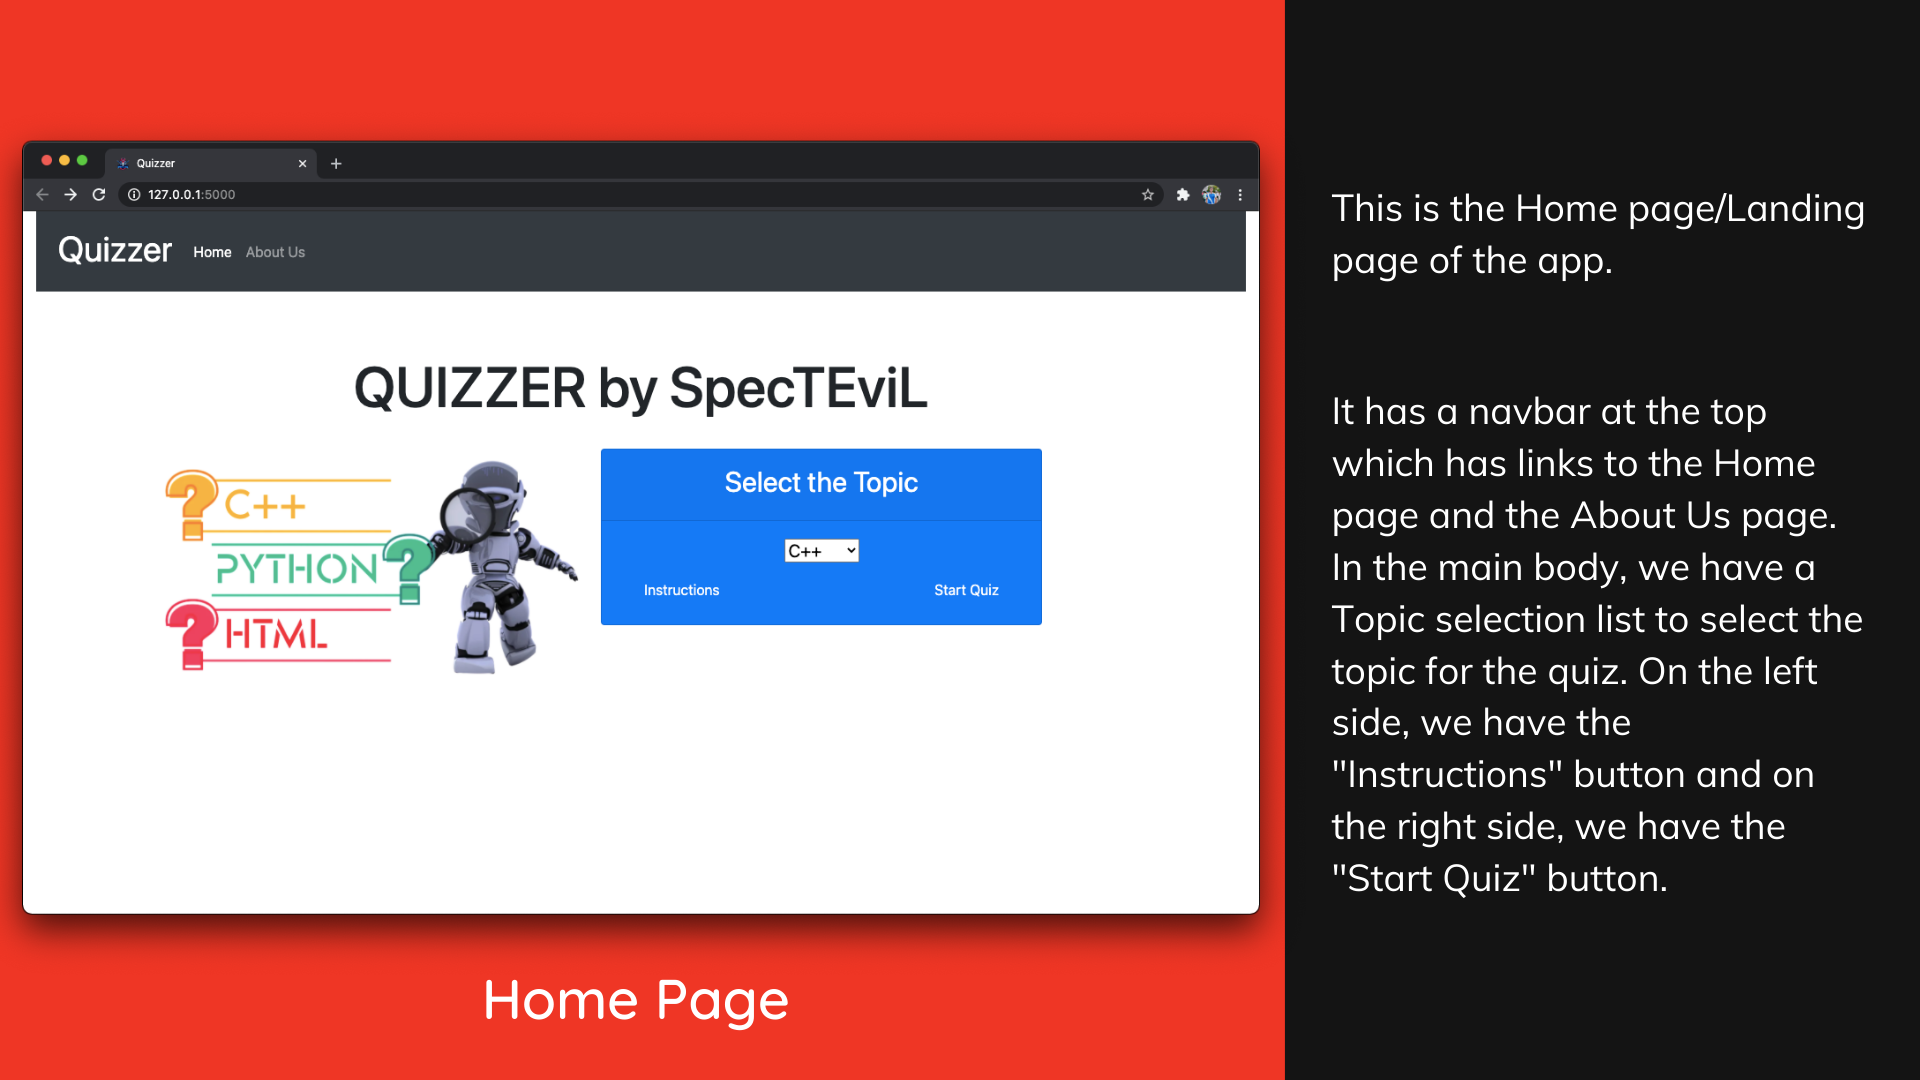 Quizzer
127.0.0.1:5000
Quizzer Home About Us
QUIZZER by SpecTEviL
C++
PYTHON
HTML
Select the Topic
C++
Instructions Start Quiz
Home Page
This is the Home page/Landing
page of the app.
It has a navbar at the top
which has links to the Home
page and the About Us page.
In the main body, we have a
Topic selection list to select the
topic for the quiz. On the left
side, we have the
"Instructions" button and on
the right side, we have the
"Start Quiz" button.